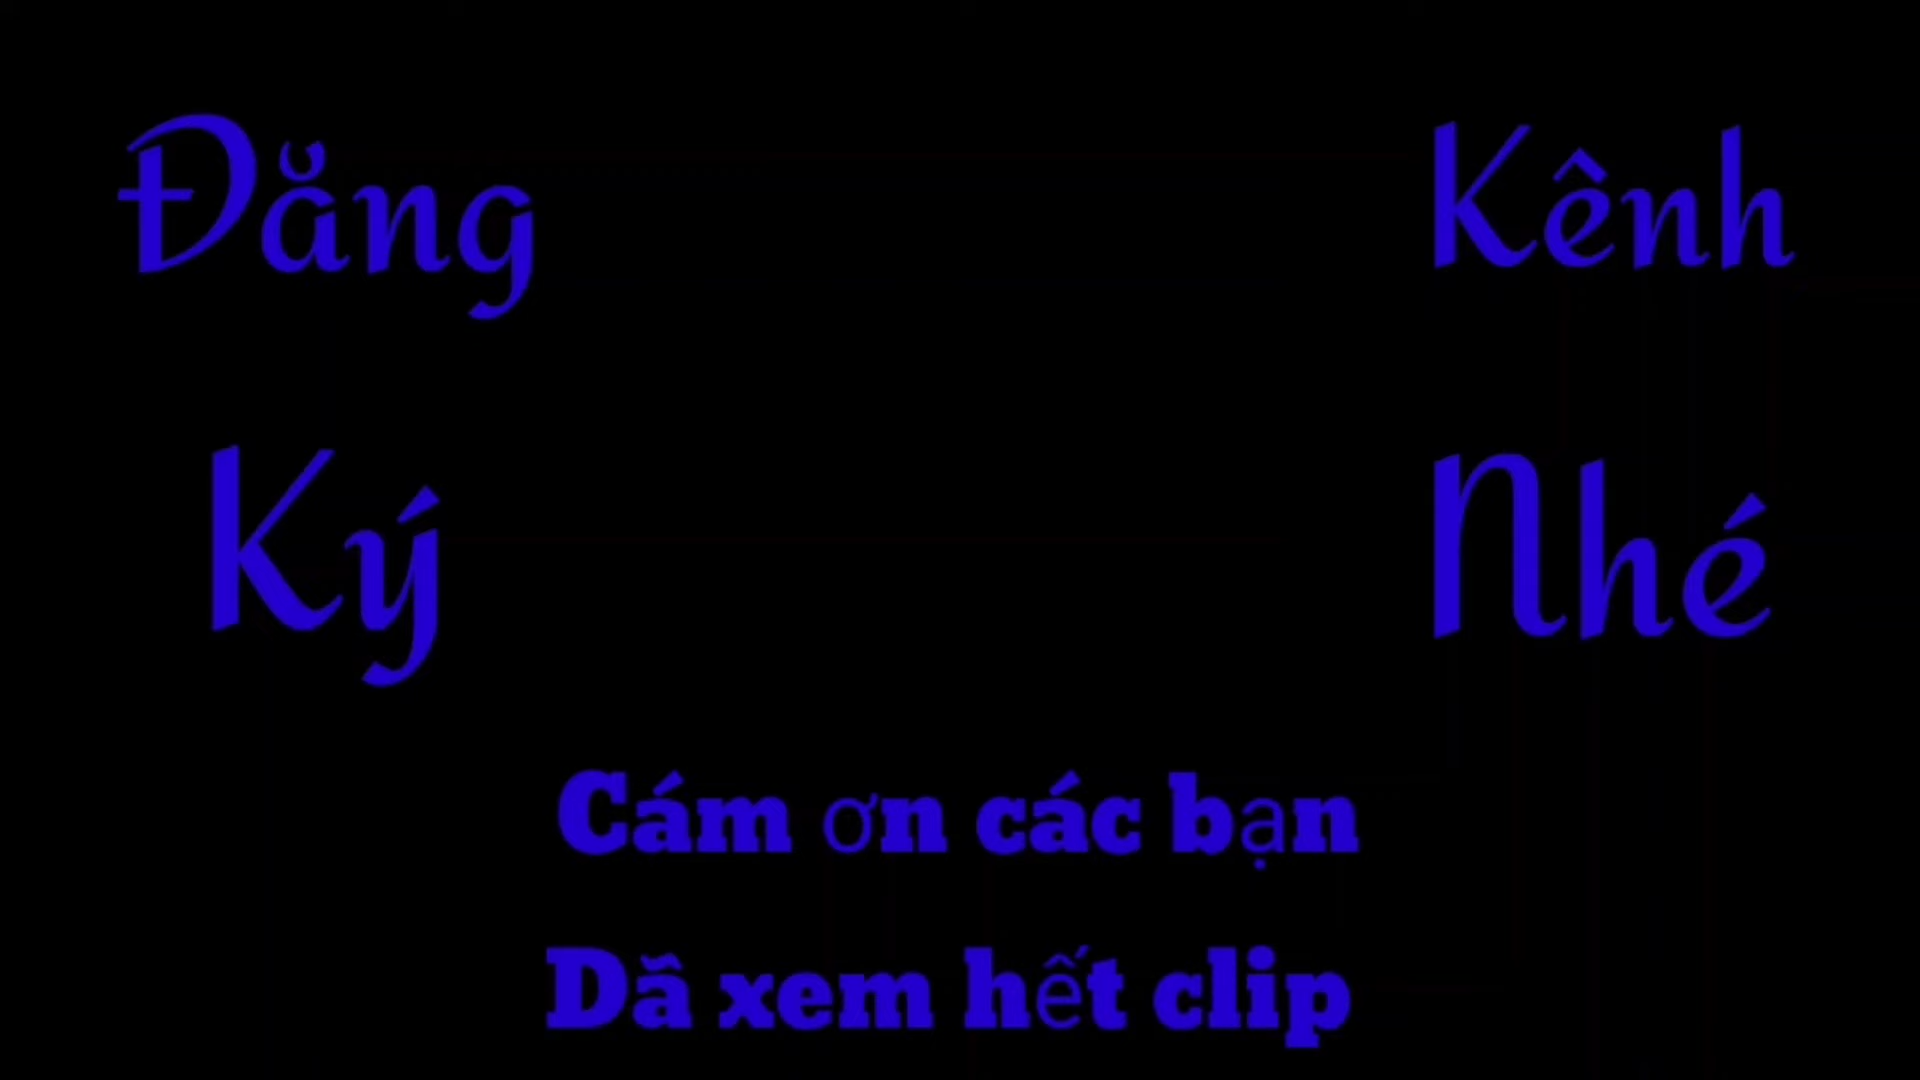 Đăng
Ký
Kênh
Nhé
Cám ơn các bạn
Dã xem hết clip